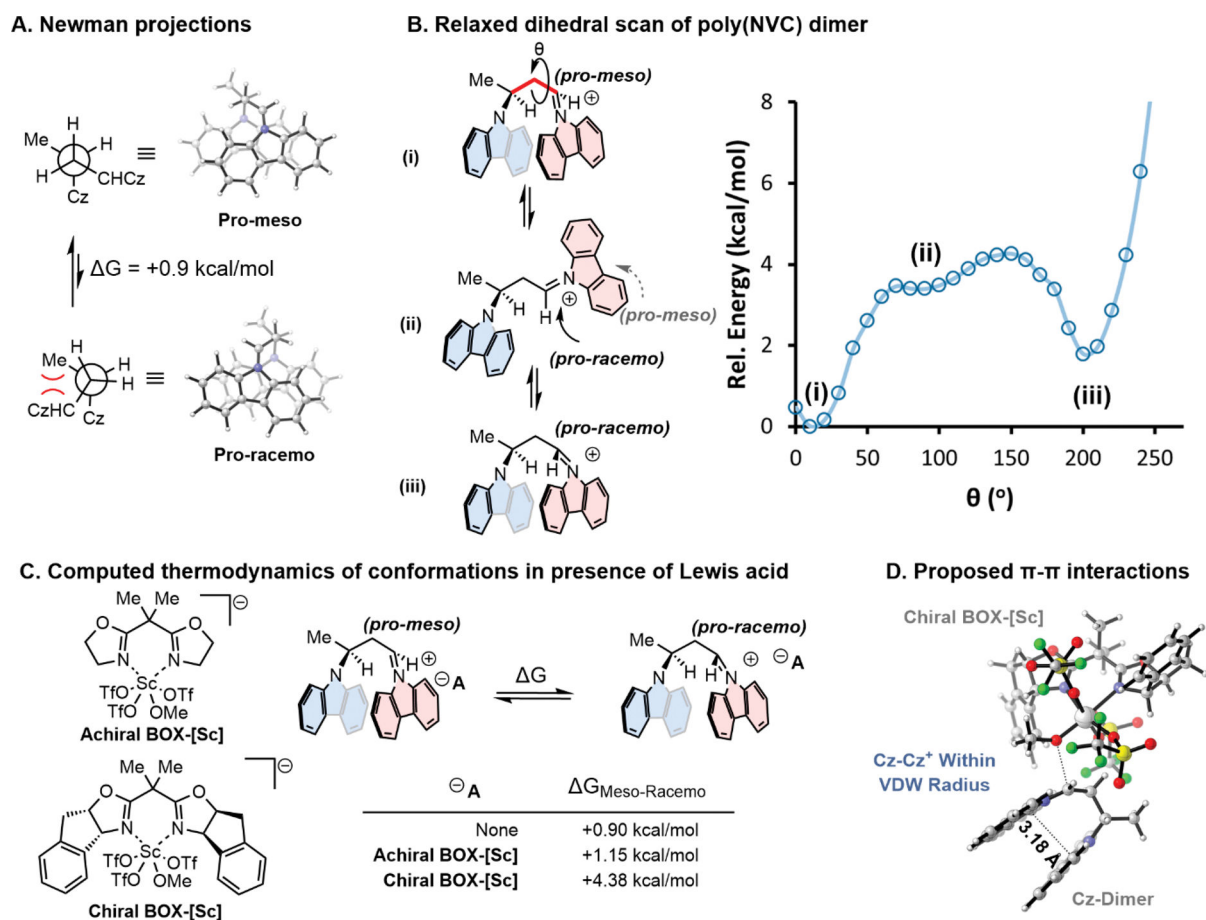 A. Newman projections
H
Me
H
H
CHCz
Cz
≡
Pro-meso
ΔG = +0.9 kcal/mol
Me
H
H
CzHC
Cz
≡
Pro-racemo
B. Relaxed dihedral scan of poly(NVC) dimer
θ
(pro-meso)
Me
H
H
⊕
N
N
(i)
Me
H
N
N
⊕
H
(pro-meso)
(ii)
(pro-racemo)
(pro-racemo)
Me
H
H
⊕
N
N
(iii)
Rel. Energy (kcal/mol)
8
6
4
2
0
(i)
(ii)
(iii)
0 50 100 150 200 250
θ (º)
C. Computed thermodynamics of conformations in presence of Lewis acid
Me Me
⊖
O O
N N
Sc
TfO OTf
TfO OMe
Achiral BOX-[Sc]
Me Me
⊖
O O
N N
TfO Sc OTf
TfO OMe
Chiral BOX-[Sc]
(pro-meso)
Me
H
H
⊕
N
N
⊖A
ΔG
(pro-racemo)
Me
H
H
⊕ ⊖A
N
N
⊖A ΔGMeso-Racemo
None +0.90 kcal/mol
Achiral BOX-[Sc] +1.15 kcal/mol
Chiral BOX-[Sc] +4.38 kcal/mol
D. Proposed π-π interactions
Chiral BOX-[Sc]
Cz-Cz⁺ Within
VDW Radius
3.18 Å
Cz-Dimer